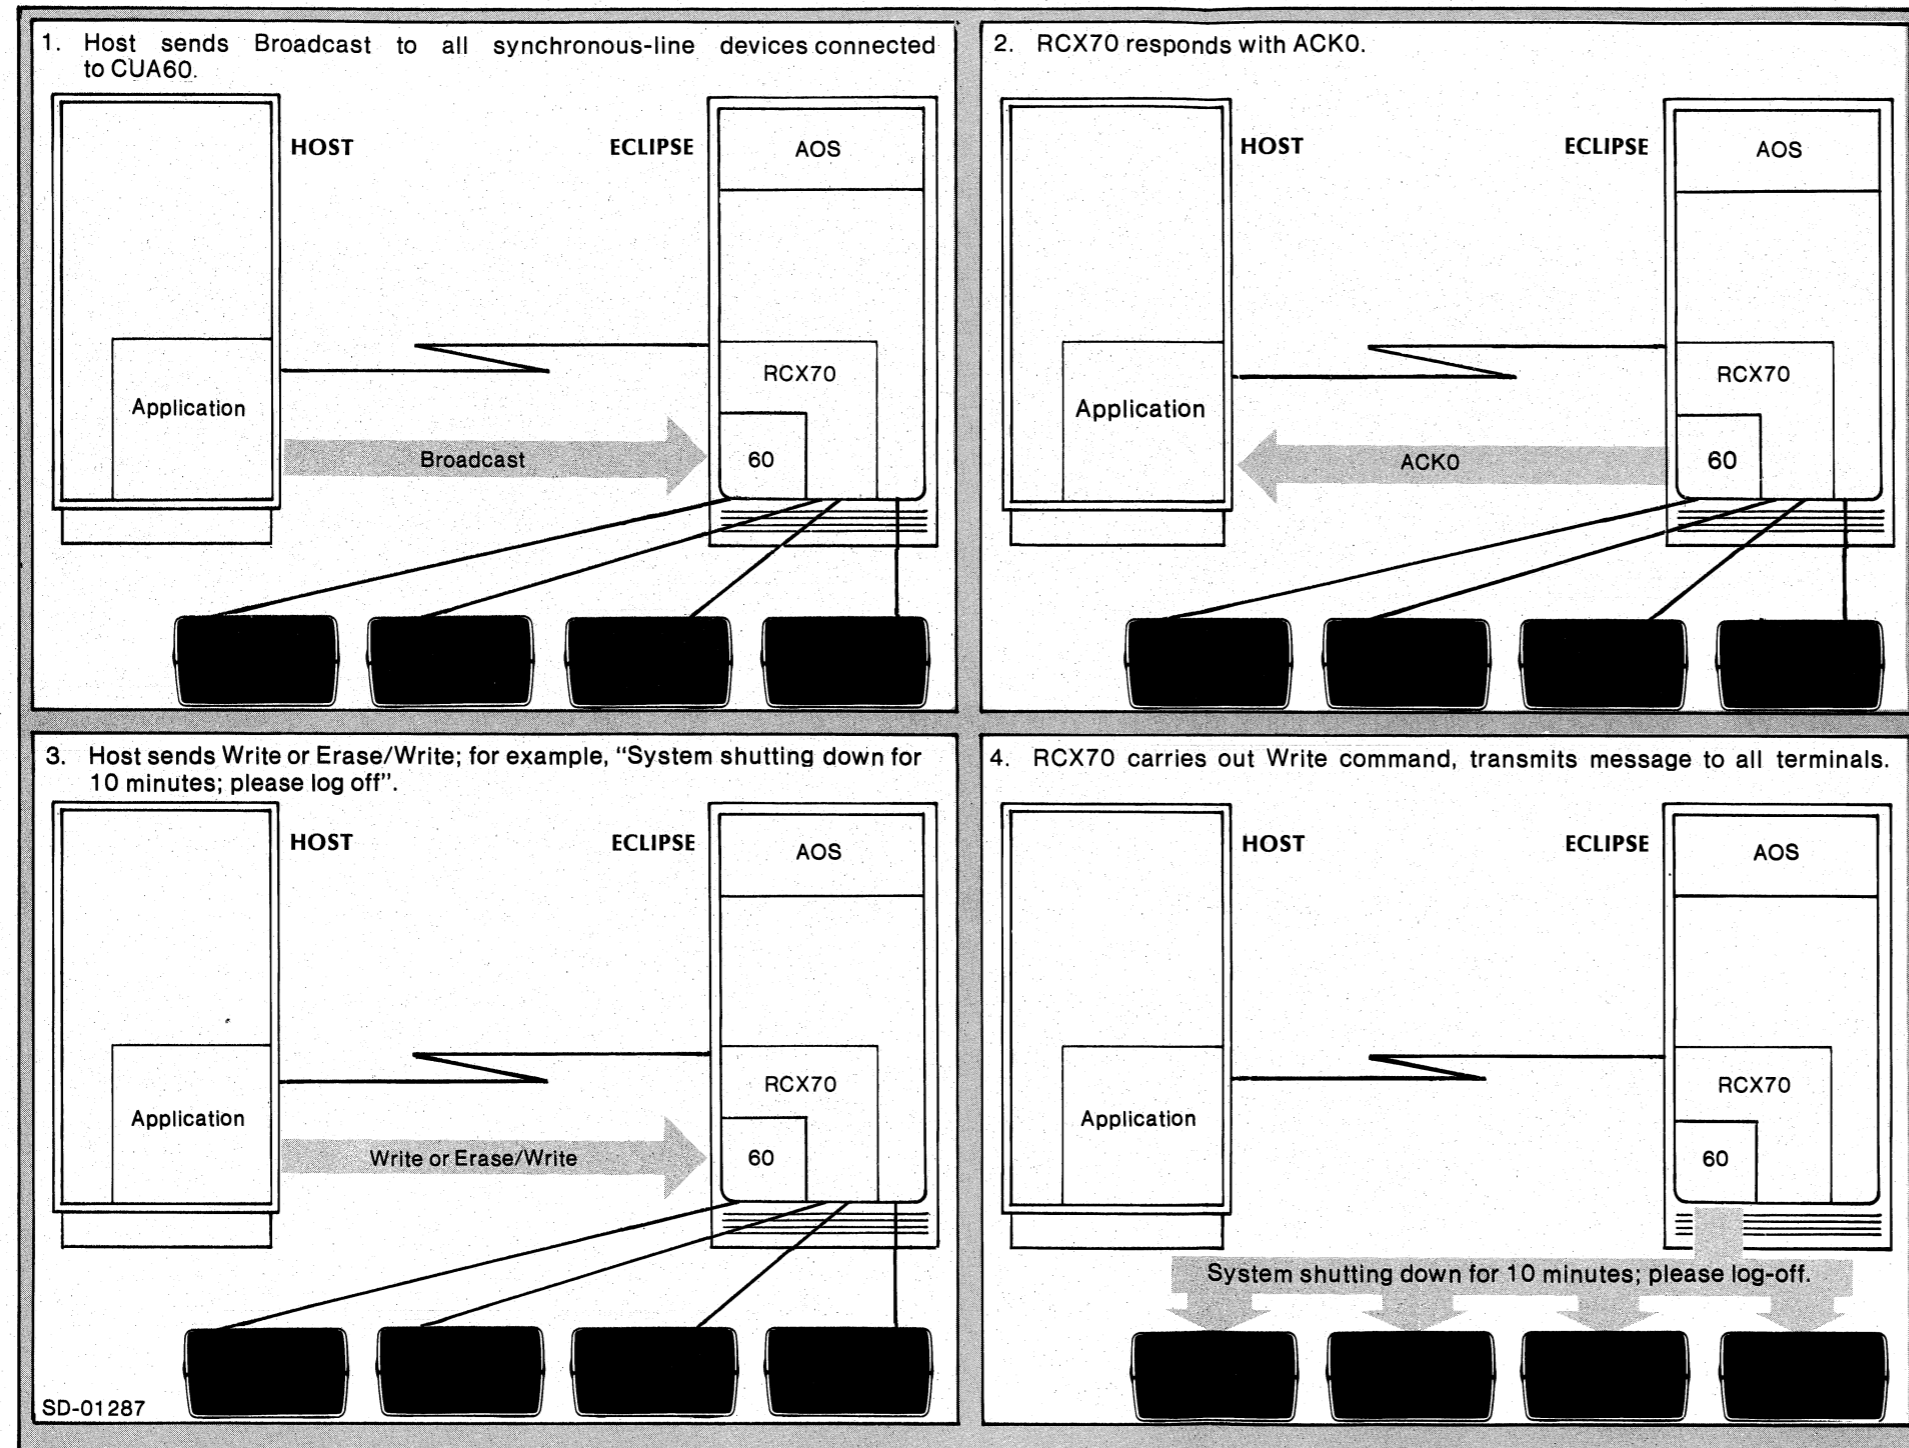 1. Host sends Broadcast to all synchronous-line devices connected
to CUA60.
HOST
ECLIPSE
AOS
RCX70
Application
Broadcast
60
2. RCX70 responds with ACK0.
HOST
ECLIPSE
AOS
RCX70
Application
ACK0
60
3. Host sends Write or Erase/Write; for example, “System shutting down for
10 minutes; please log off”.
HOST
ECLIPSE
AOS
RCX70
Application
Write or Erase/Write
60
SD-01287
4. RCX70 carries out Write command, transmits message to all terminals.
HOST
ECLIPSE
AOS
RCX70
Application
60
System shutting down for 10 minutes; please log-off.